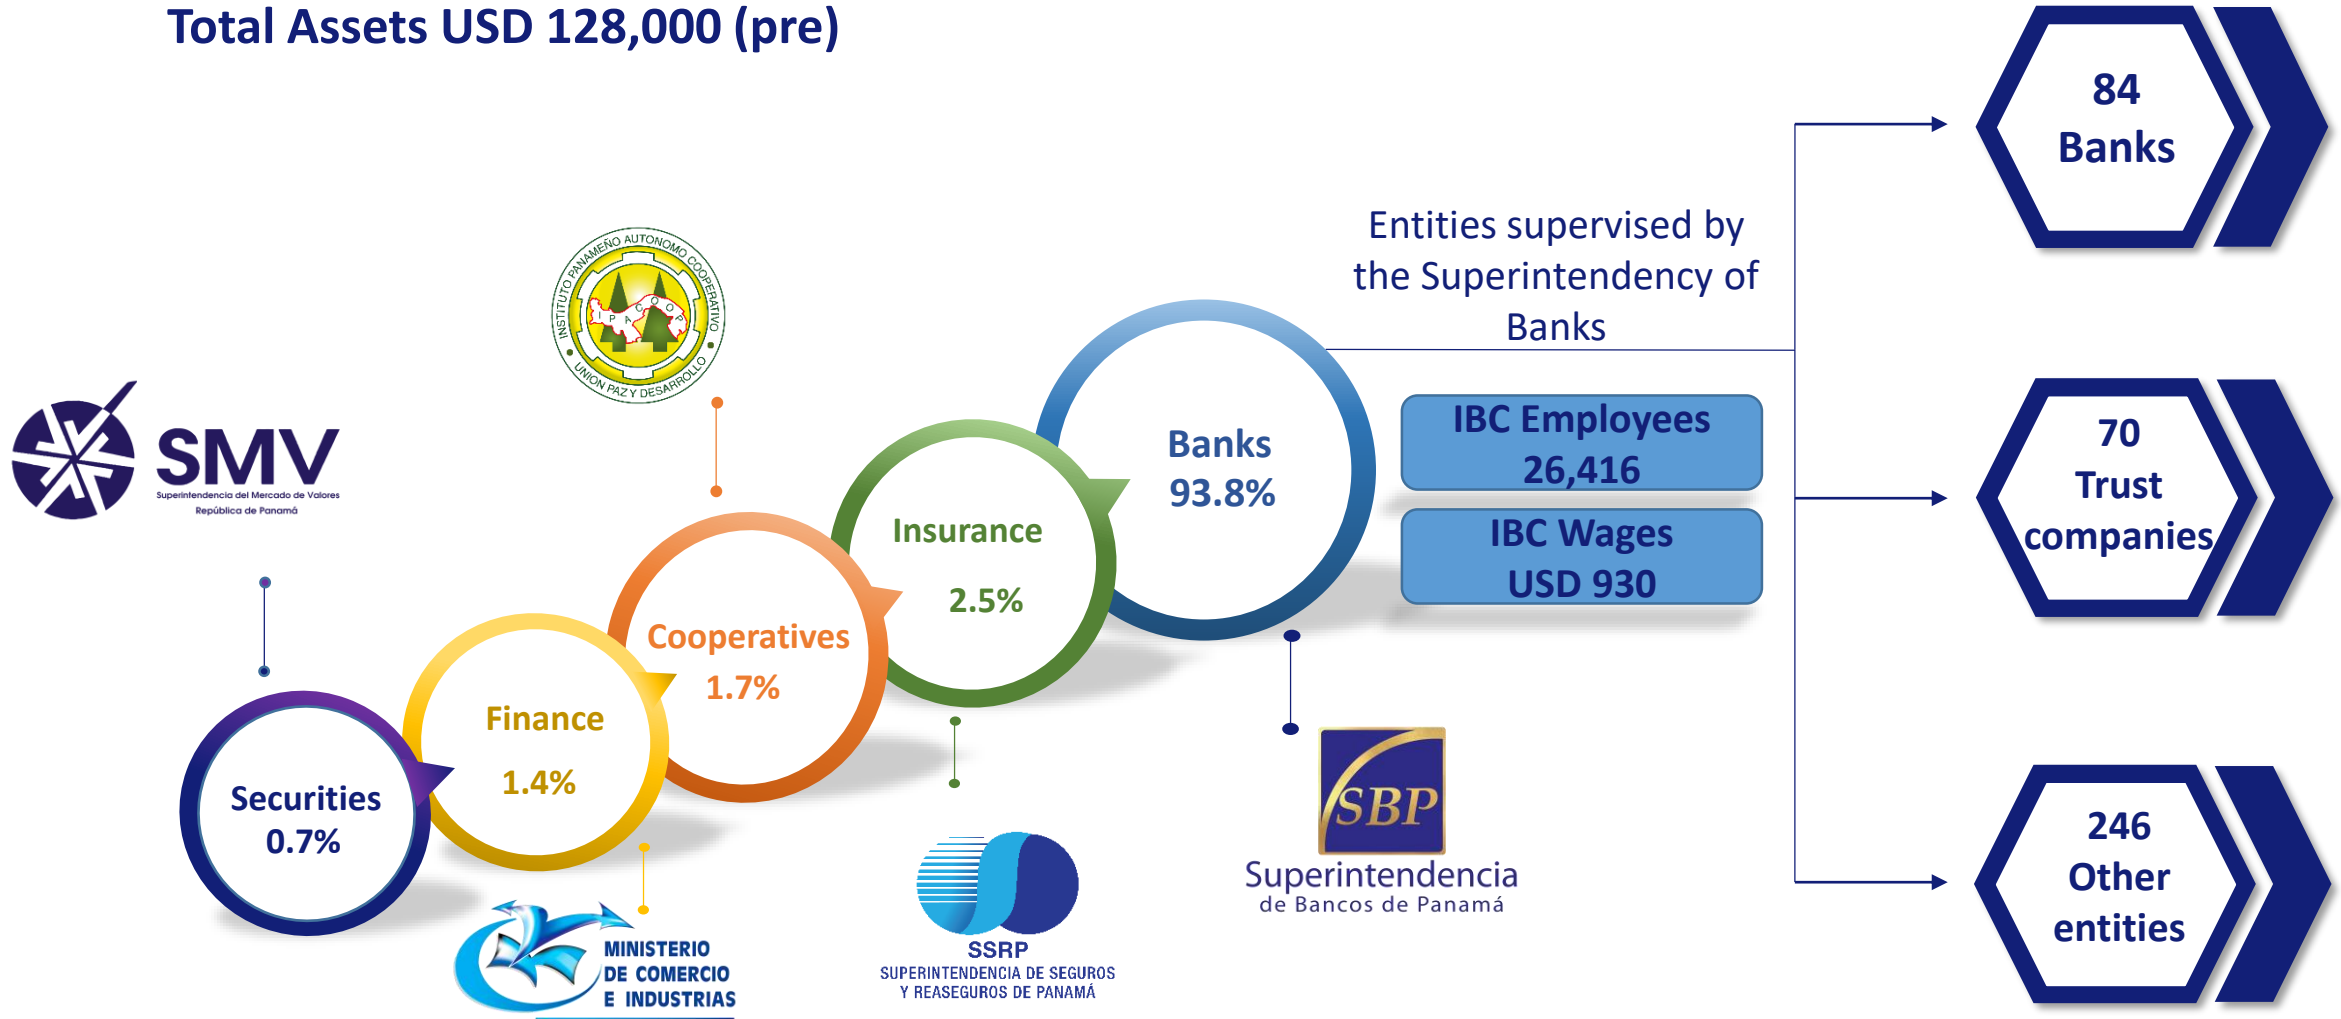 Total Assets USD 128,000 (pre)
84
Banks
Entities supervised by
the Superintendency of
Banks
INSTITUTO PANAMEÑO AUTONOMO COOPERATIVO
IPACOOP
UNION PAZ Y DESARROLLO
SMV
Superintendencia del Mercado de Valores
República de Panamá
Banks
93.8%
IBC Employees
26,416
IBC Wages
USD 930
70
Trust
companies
Insurance
2.5%
Cooperatives
1.7%
Finance
1.4%
Securities
0.7%
SBP
Superintendencia
de Bancos de Panamá
246
Other
entities
MINISTERIO
DE COMERCIO
E INDUSTRIAS
SSRP
SUPERINTENDENCIA DE SEGUROS
Y REASEGUROS DE PANAMÁ